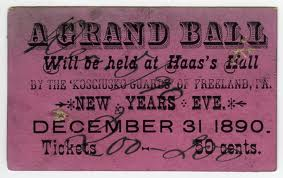 A GRAND BALL
Will be held at Haas's Hall
BY THE 'KOSCIUSKO GUARDS' OF FREELAND, PA.
NEW YEARS EVE.
DECEMBER 31 1890.
Tickets 50 cents.